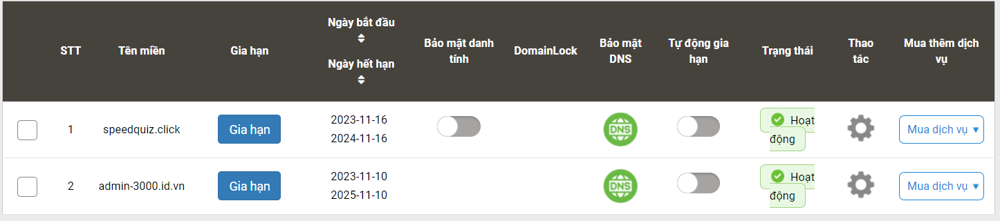 STT
Tên miền
Gia hạn
Ngày bắt đầu
Ngày hết hạn
Bảo mật danh
tính
DomainLock
Bảo mật
DNS
Tự động gia
hạn
Trạng thái
Thao
tác
Mua thêm dịch
vụ
1
speedquiz.click
Gia hạn
2023-11-16
2024-11-16
DNS
Hoạt
động
Mua dịch vụ
2
admin-3000.id.vn
Gia hạn
2023-11-10
2025-11-10
DNS
Hoạt
động
Mua dịch vụ